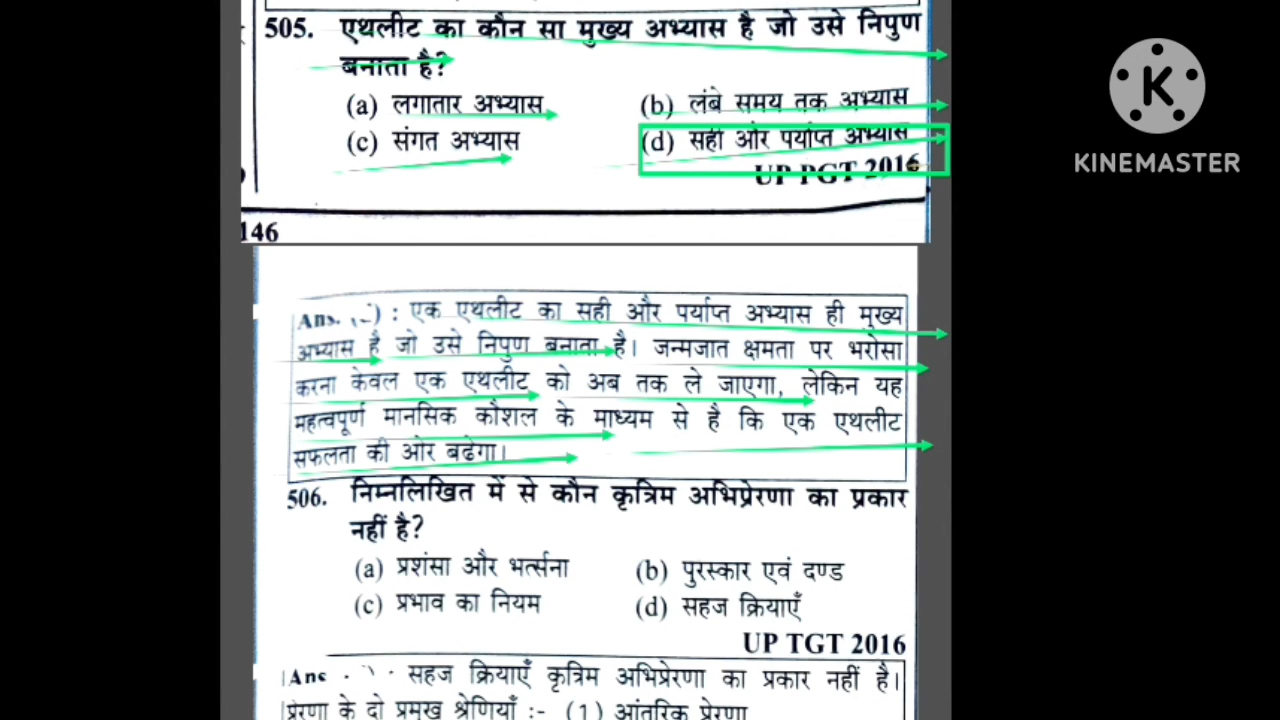 505. एथलीट का कौन सा मुख्य अभ्यास है जो उसे निपुण
बनाता है?
(a) लगातार अभ्यास (b) लंबे समय तक अभ्यास
(c) संगत अभ्यास (d) सही और पर्याप्त अभ्यास
UP PGT 2016
146
K
KINEMASTER
Ans. ) : एक एथलीट का सही और पर्याप्त अभ्यास ही मुख्य
अभ्यास है जो उसे निपुण बनाता है। जन्मजात क्षमता पर भरोसा
करना केवल एक एथलीट को अब तक ले जाएगा, लेकिन यह
महत्वपूर्ण मानसिक कौशल के माध्यम से है कि एक एथलीट
सफलता की ओर बढेगा।
506. निम्नलिखित में से कौन कृत्रिम अभिप्रेरणा का प्रकार
नहीं है?
(a) प्रशंसा और भर्त्सना (b) पुरस्कार एवं दण्ड
(c) प्रभाव का नियम (d) सहज क्रियाएँ
UP TGT 2016
Ans सहज क्रियाएँ कृत्रिम अभिप्रेरणा का प्रकार नहीं है।
प्रेरणा के दो प्रमुख श्रेणियाँ :- (1) आंतरिक प्रेरणा